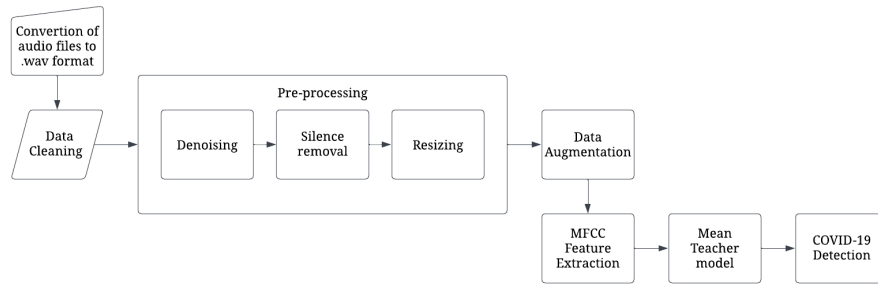 Convertion of
audio files to
.wav format
Data
Cleaning
Pre-processing
Denoising
Silence
removal
Resizing
Data
Augmentation
MFCC
Feature
Extraction
Mean
Teacher
model
COVID-19
Detection